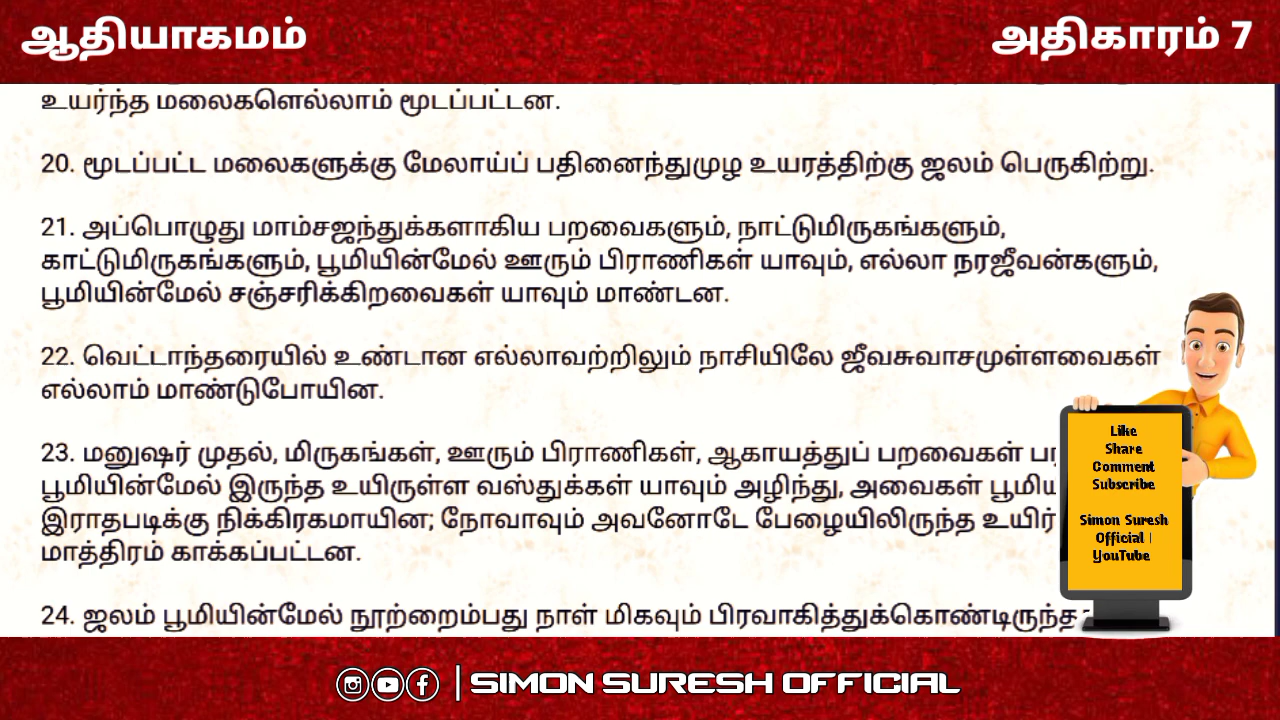 ஆதியாகமம்
அதிகாரம் 7
உயர்ந்த மலைகளெல்லாம் மூடப்பட்டன.
20. மூடப்பட்ட மலைகளுக்கு மேலாய்ப் பதினைந்துமுழ உயரத்திற்கு ஜலம் பெருகிற்று.
21. அப்பொழுது மாம்சஜந்துக்களாகிய பறவைகளும், நாட்டுமிருகங்களும்,
காட்டுமிருகங்களும், பூமியின்மேல் ஊரும் பிராணிகள் யாவும், எல்லா நரஜீவன்களும்,
பூமியின்மேல் சஞ்சரிக்கிறவைகள் யாவும் மாண்டன.
22. வெட்டாந்தரையில் உண்டான எல்லாவற்றிலும் நாசியிலே ஜீவசுவாசமுள்ளவைகள்
எல்லாம் மாண்டுபோயின.
23. மனுஷர் முதல், மிருகங்கள், ஊரும் பிராணிகள், ஆகாயத்துப் பறவைகள்
பூமியின்மேல் இருந்த உயிருள்ள வஸ்துக்கள் யாவும் அழிந்து, அவைகள்
இராதபடிக்கு நிக்கிரகமாயின; நோவாவும் அவனோடே பேழையிலிருந்த
மாத்திரம் காக்கப்பட்டன.
24. ஜலம் பூமியின்மேல் நூற்றைம்பது நாள் மிகவும்
Like
Share
Comment
Subscribe
Simon Suresh
Official |
YouTube
| SIMON SURESH OFFICIAL